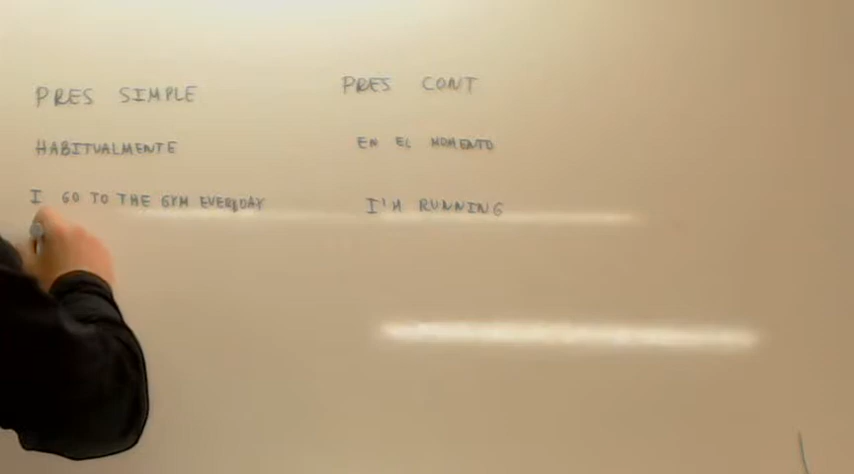 PRES SIMPLE
HABITUALMENTE
I GO TO THE GYM EVERYDAY
PRES CONT
EN EL MOMENTO
I'M RUNNING